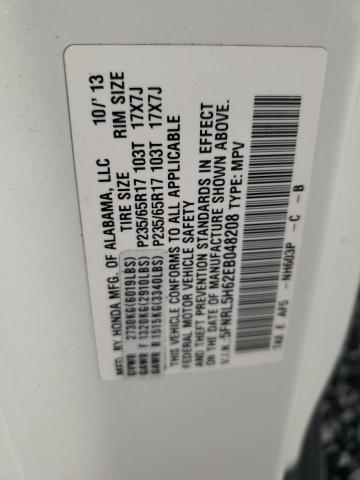 MFD. BY HONDA MFG. OF ALABAMA, LLC 10/'13
TIRE SIZE RIM SIZE
GVWR 2730KG(6019LBS)
GAWR F 1320KG(2910LBS) P235/65R17 103T 17X7J
GAWR R 1515KG(3340LBS) P235/65R17 103T 17X7J
THIS VEHICLE CONFORMS TO ALL APPLICABLE
FEDERAL MOTOR VEHICLE SAFETY
AND THEFT PREVENTION STANDARDS IN EFFECT
ON THE DATE OF MANUFACTURE SHOWN ABOVE.
V.I.N.: 5FNRL5H62EB048208 TYPE: MPV
TK8 E AF5 -NH603P -C -B